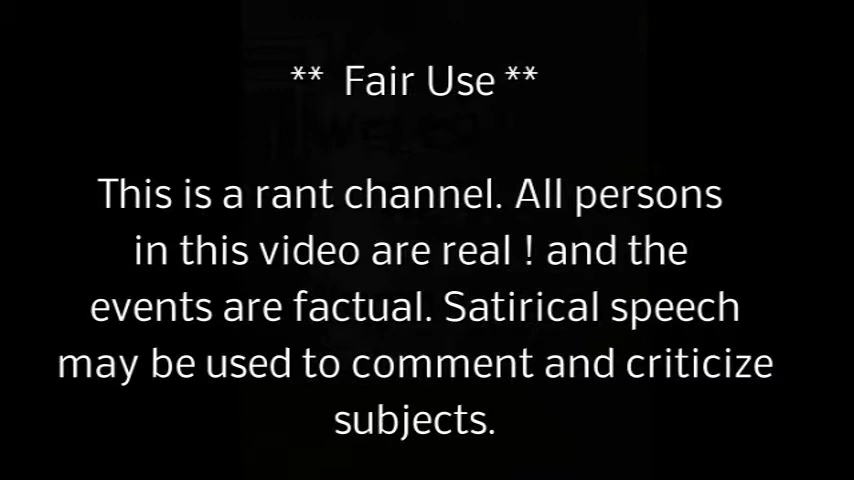 ** Fair Use **
This is a rant channel. All persons
in this video are real ! and the
events are factual. Satirical speech
may be used to comment and criticize
subjects.